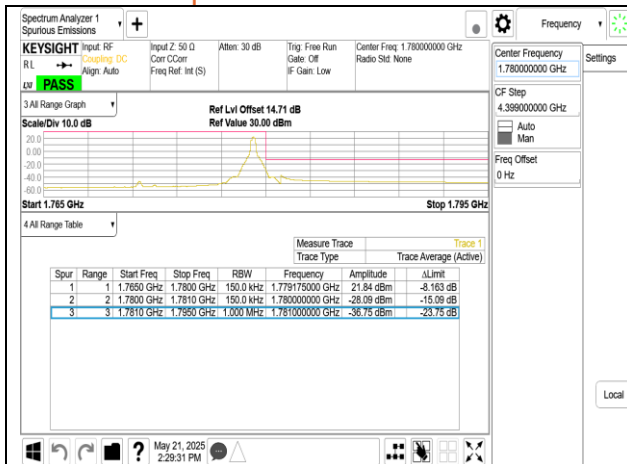 Spectrum Analyzer 1
Spurious Emissions
Frequency
KEYSIGHT
RL
Input: RF
Coupling: DC
Align: Auto
Input Z: 50 Ω
Corr CCorr
Freq Ref: Int (S)
Atten: 30 dB
Trig: Free Run
Gate: Off
IF Gain: Low
Center Freq: 1.780000000 GHz
Radio Std: None
PASS
3 All Range Graph
Ref Lvl Offset 14.71 dB
Scale/Div 10.0 dB
Ref Value 30.00 dBm
20.0
0.00
-20.0
-40.0
-60.0
Start 1.765 GHz
Stop 1.795 GHz
4 All Range Table
Measure Trace Trace 1
Trace Type Trace Average (Active)
Spur Range Start Freq Stop Freq RBW Frequency Amplitude ΔLimit
1 1 1.7650 GHz 1.7800 GHz 150.0 kHz 1.779175000 GHz 21.84 dBm -8.163 dB
2 2 1.7800 GHz 1.7810 GHz 150.0 kHz 1.780000000 GHz -28.09 dBm -15.09 dB
3 3 1.7810 GHz 1.7950 GHz 1.000 MHz 1.781000000 GHz -36.75 dBm -23.75 dB
May 21, 2025
2:29:31 PM
Center Frequency
1.780000000 GHz
CF Step
4.399000000 GHz
Auto
Man
Freq Offset
0 Hz
Settings
Local